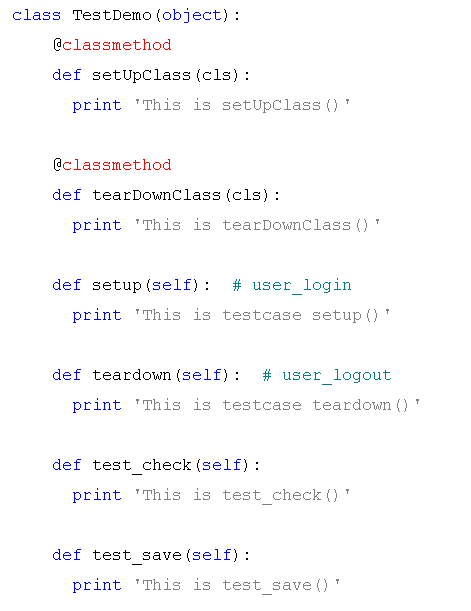 class TestDemo(object):
    @classmethod
    def setUpClass(cls):
      print 'This is setUpClass()'

    @classmethod
    def tearDownClass(cls):
      print 'This is tearDownClass()'

    def setup(self):  # user_login
      print 'This is testcase setup()'

    def teardown(self):  # user_logout
      print 'This is testcase teardown()'

    def test_check(self):
      print 'This is test_check()'

    def test_save(self):
      print 'This is test_save()'